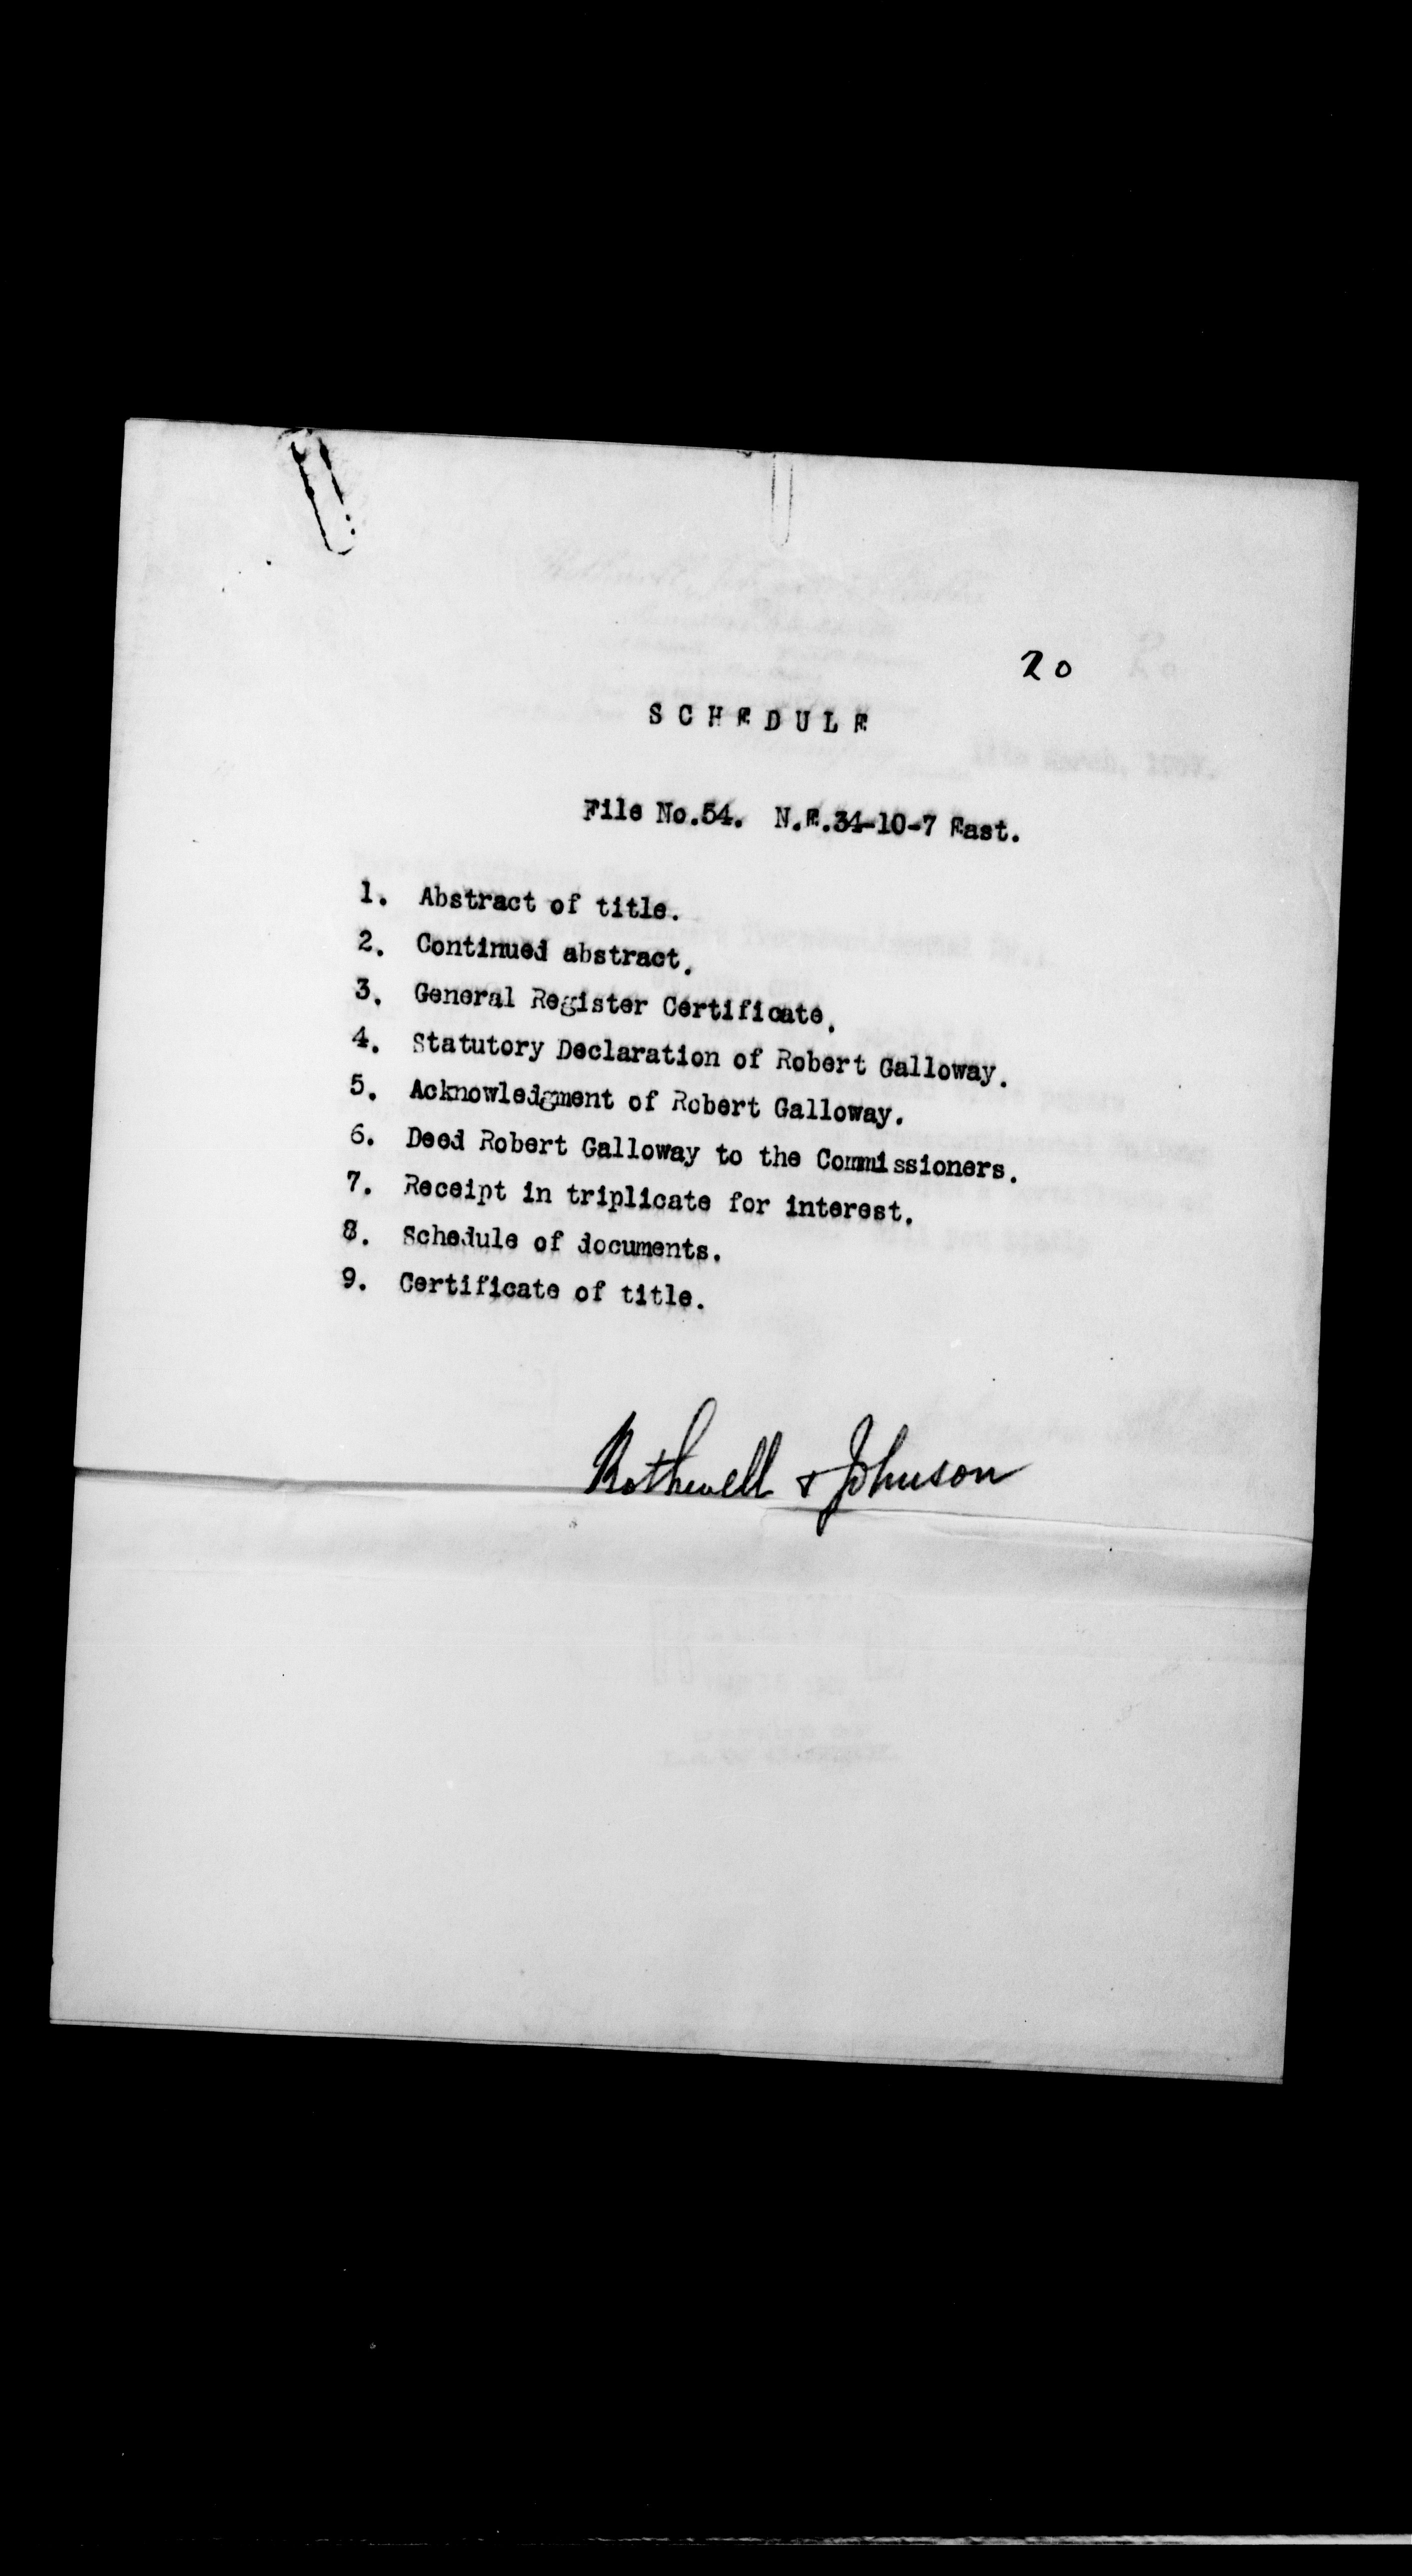 20
SCHEDULE
File No.54. N.E.34-10-7 East.
1. Abstract of title.
2. Continued abstract.
3. General Register Certificate.
4. Statutory Declaration of Robert Galloway.
5. Acknowledgment of Robert Galloway.
6. Deed Robert Galloway to the Commissioners.
7. Receipt in triplicate for interest.
8. Schedule of documents.
9. Certificate of title.
Rothwell & Johnson